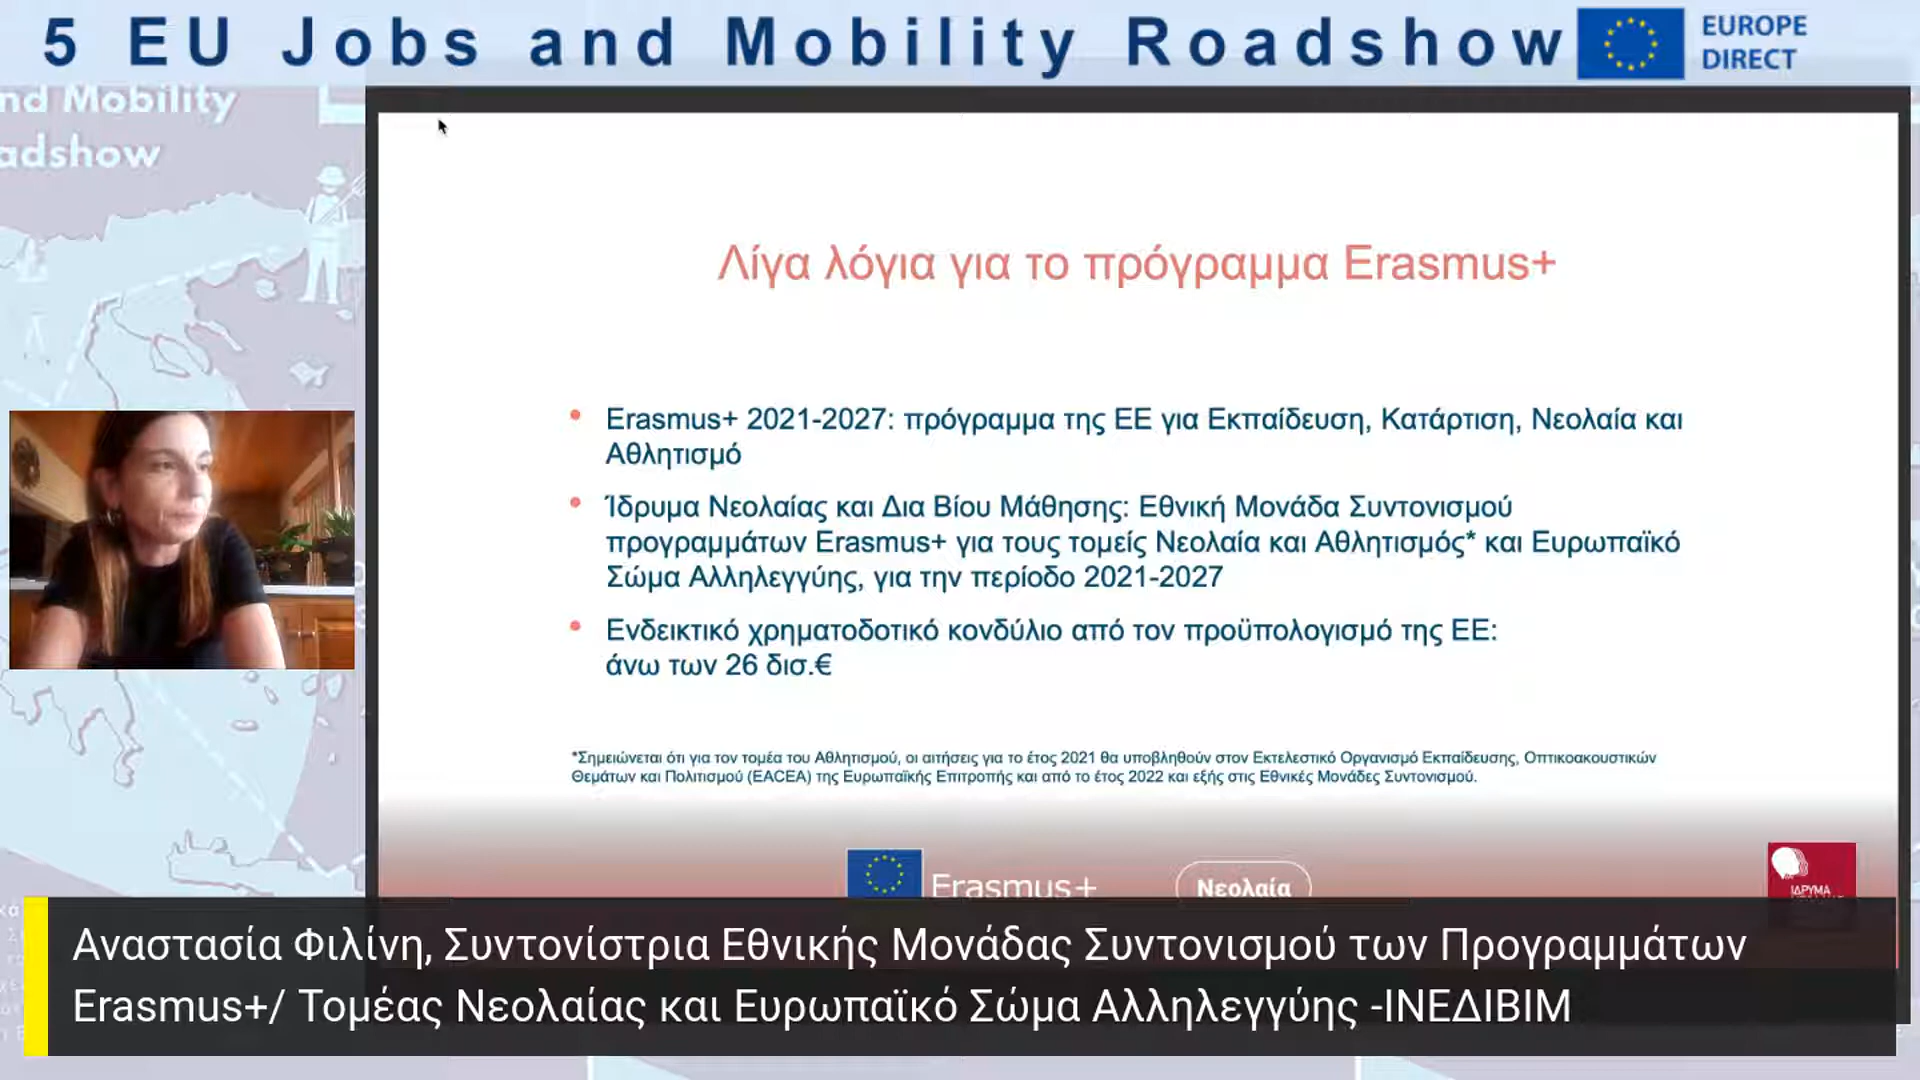 5 EU Jobs and Mobility Roadshow
EUROPE
DIRECT
nd Mobility
adshow
Λίγα λόγια για το πρόγραμμα Erasmus+
• Erasmus+ 2021-2027: πρόγραμμα της ΕΕ για Εκπαίδευση, Κατάρτιση, Νεολαία και
Αθλητισμό
• Ίδρυμα Νεολαίας και Δια Βίου Μάθησης: Εθνική Μονάδα Συντονισμού
προγραμμάτων Erasmus+ για τους τομείς Νεολαία και Αθλητισμός* και Ευρωπαϊκό
Σώμα Αλληλεγγύης, για την περίοδο 2021-2027
• Ενδεικτικό χρηματοδοτικό κονδύλιο από τον προϋπολογισμό της ΕΕ:
άνω των 26 δισ.€
*Σημειώνεται ότι για τον τομέα του Αθλητισμού, οι αιτήσεις για το έτος 2021 θα υποβληθούν στον Εκτελεστικό Οργανισμό Εκπαίδευσης, Οπτικοακουστικών
Θεμάτων και Πολιτισμού (EACEA) της Ευρωπαϊκής Επιτροπής και από το έτος 2022 και εξής στις Εθνικές Μονάδες Συντονισμού.
Erasmus+
Νεολαία
ΙΔΡΥΜΑ
Αναστασία Φιλίνη, Συντονίστρια Εθνικής Μονάδας Συντονισμού των Προγραμμάτων
Erasmus+/ Τομέας Νεολαίας και Ευρωπαϊκό Σώμα Αλληλεγγύης -ΙΝΕΔΙΒΙΜ